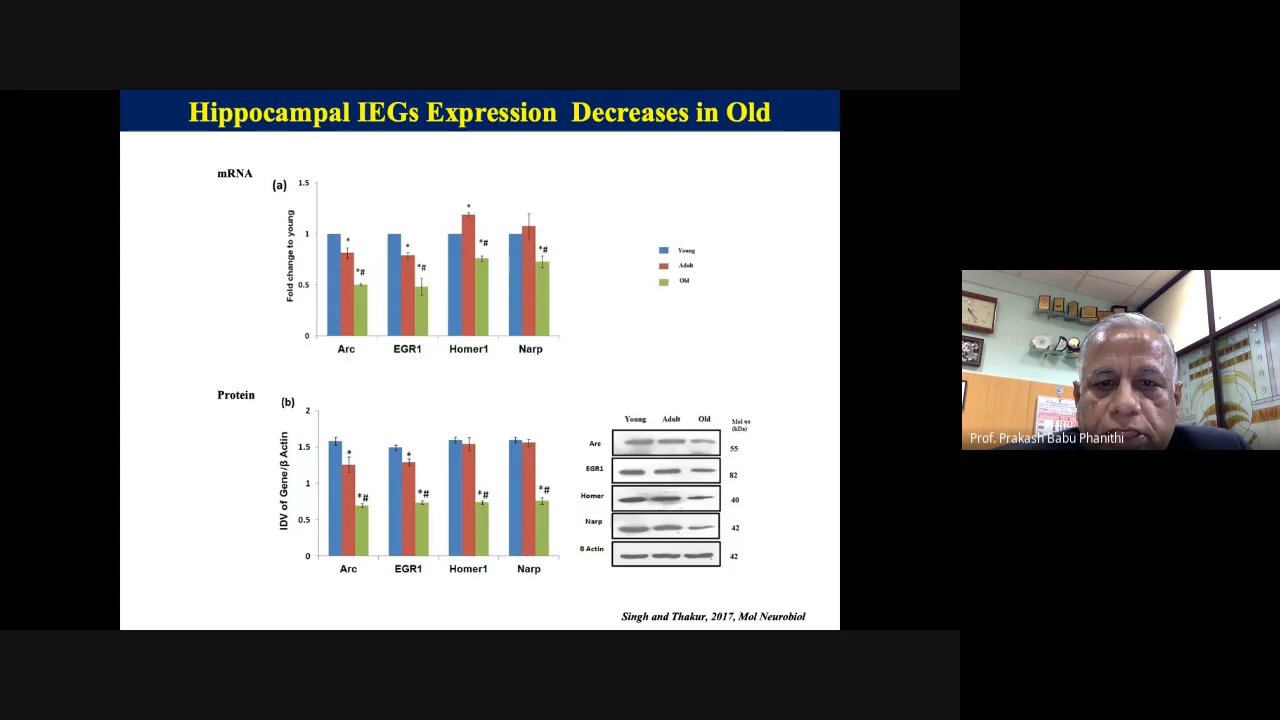 Hippocampal IEGs Expression Decreases in Old
mRNA
(a)
Fold change to young
1.5
1
0.5
0
*
*#
*
*#
*
*#
*#
Arc
EGR1
Homer1
Narp
Young
Adult
Old
Protein
(b)
IDV of Gene/β Actin
2
1.5
1
0.5
0
*
*#
*
*#
*#
*#
Arc
EGR1
Homer1
Narp
Young Adult Old
Mol wt
(kDa)
Arc 55
EGR1 82
Homer 40
Narp 42
B Actin 42
Singh and Thakur, 2017, Mol Neurobiol
Prof. Prakash Babu Phanithi